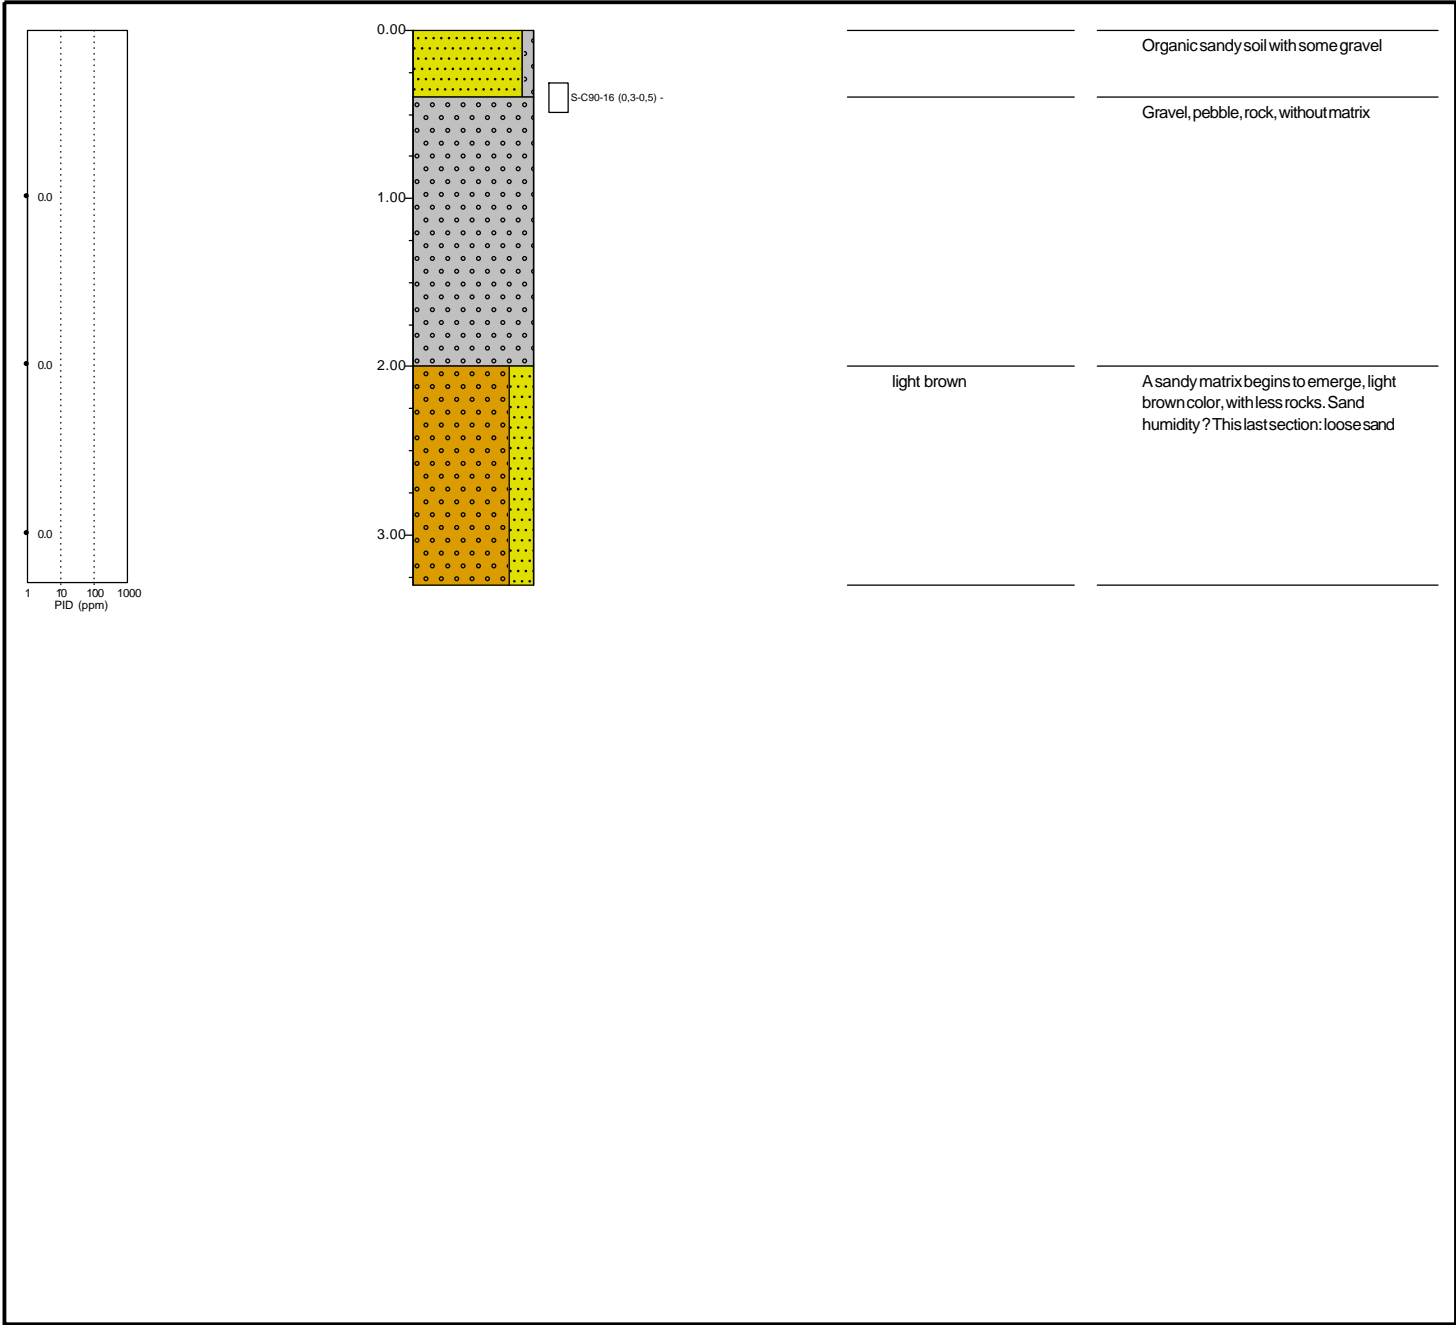 0.00
Organic sandy soil with some gravel
S-C90-16 (0,3-0,5) -
Gravel, pebble, rock, without matrix
0.0
1.00
0.0
2.00
light brown
A sandy matrix begins to emerge, light
brown color, with less rocks. Sand
humidity ? This last section: loose sand
0.0
3.00
1 10 100 1000
PID (ppm)